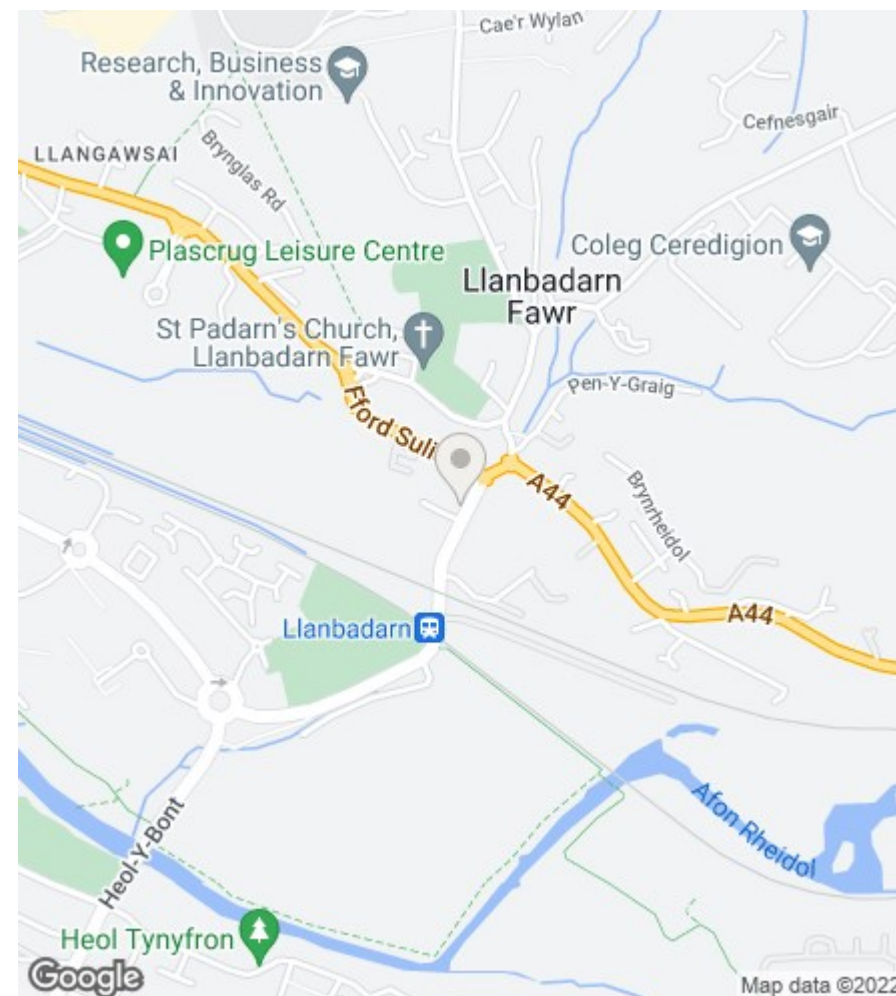 Cae'r Wylan
Research, Business
& Innovation
Cefnesgair
LLANGAWSAI
Brynglas Rd
Plascrug Leisure Centre
Coleg Ceredigion
Llanbadarn
Fawr
St Padarn's Church,
Llanbadarn Fawr
Pen-Y-Graig
Fford Suli
A44
Brynrheidol
A44
Llanbadarn
Afon Rheidol
Heol-Y-Bont
Heol Tynyfron
Google
Map data ©2022